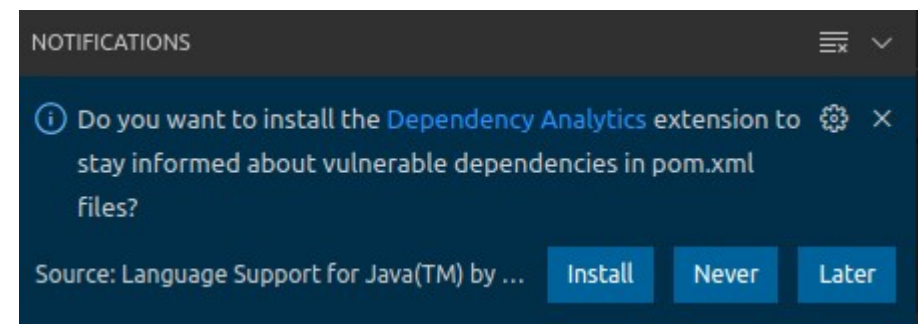 NOTIFICATIONS
Do you want to install the Dependency Analytics extension to
stay informed about vulnerable dependencies in pom.xml
files?
Source: Language Support for Java(TM) by ... Install Never Later